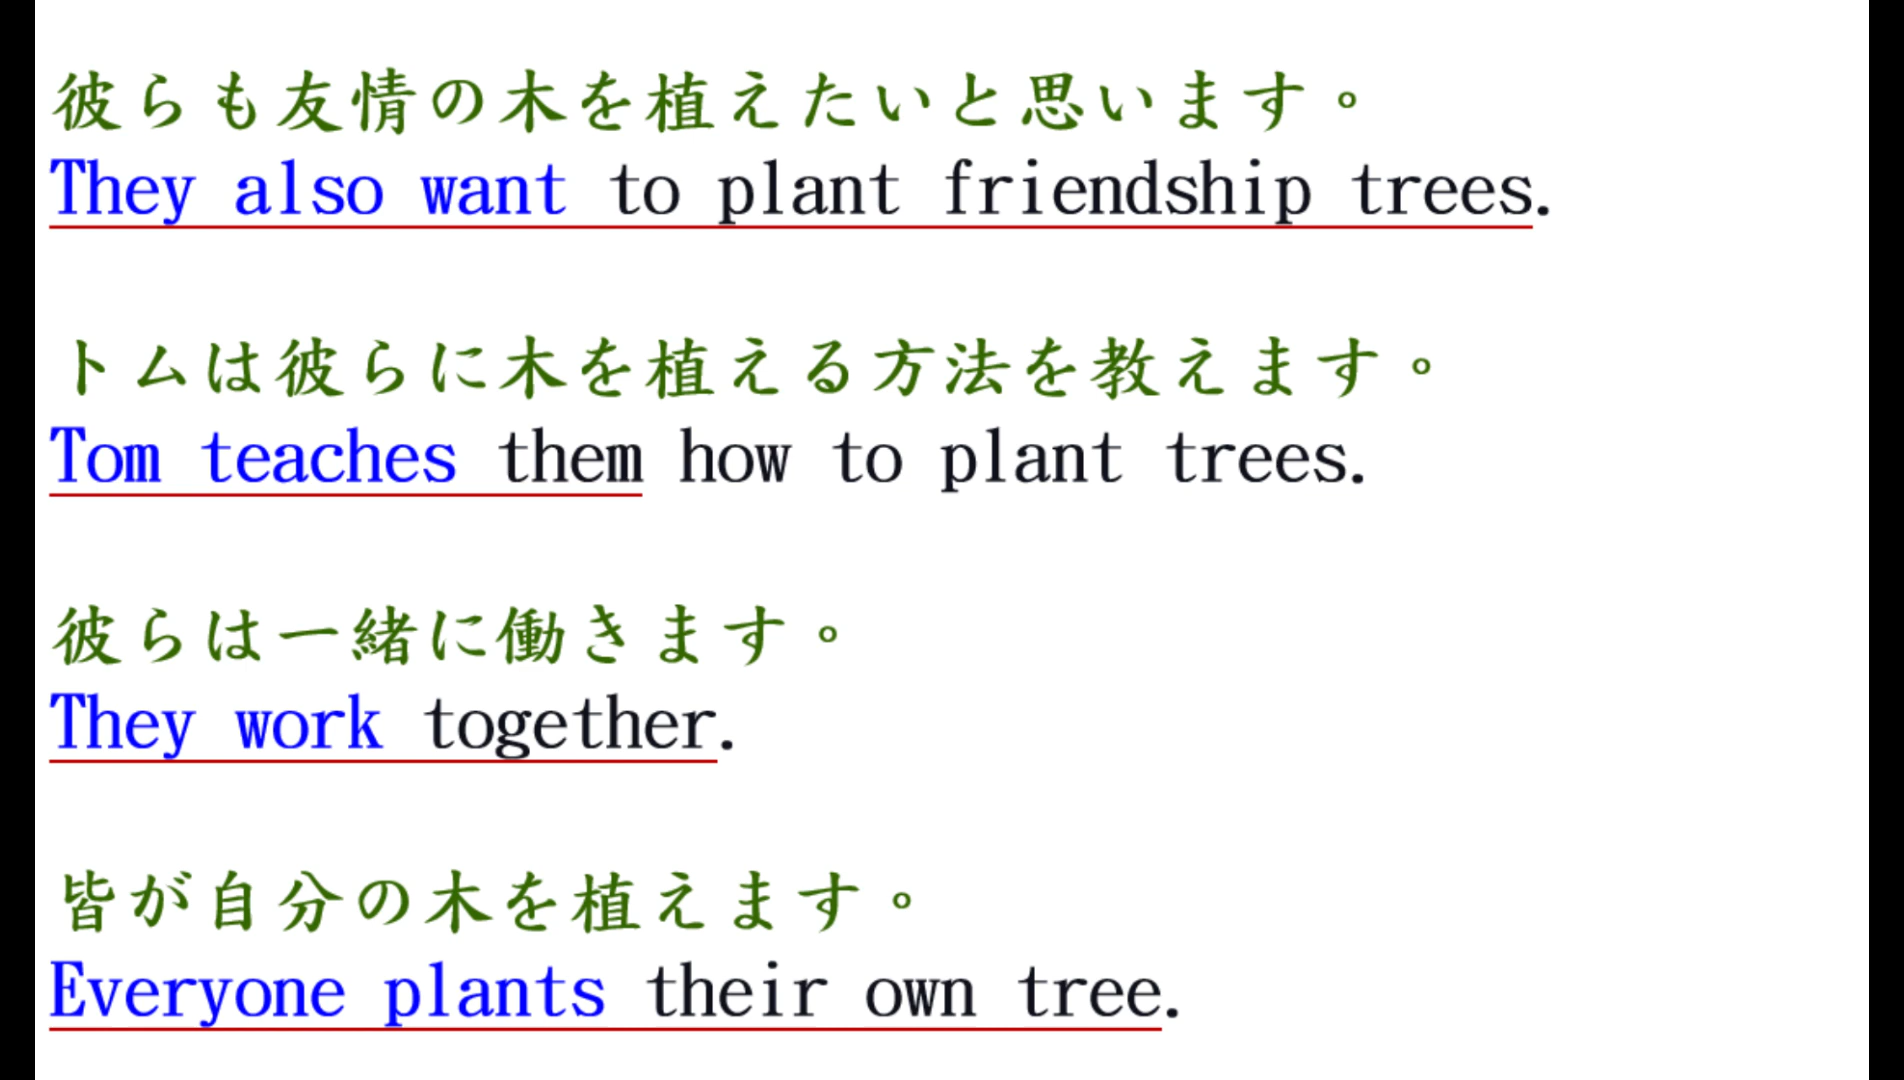 彼らも友情の木を植えたいと思います。
They also want to plant friendship trees.
トムは彼らに木を植える方法を教えます。
Tom teaches them how to plant trees.
彼らは一緒に働きます。
They work together.
皆が自分の木を植えます。
Everyone plants their own tree.